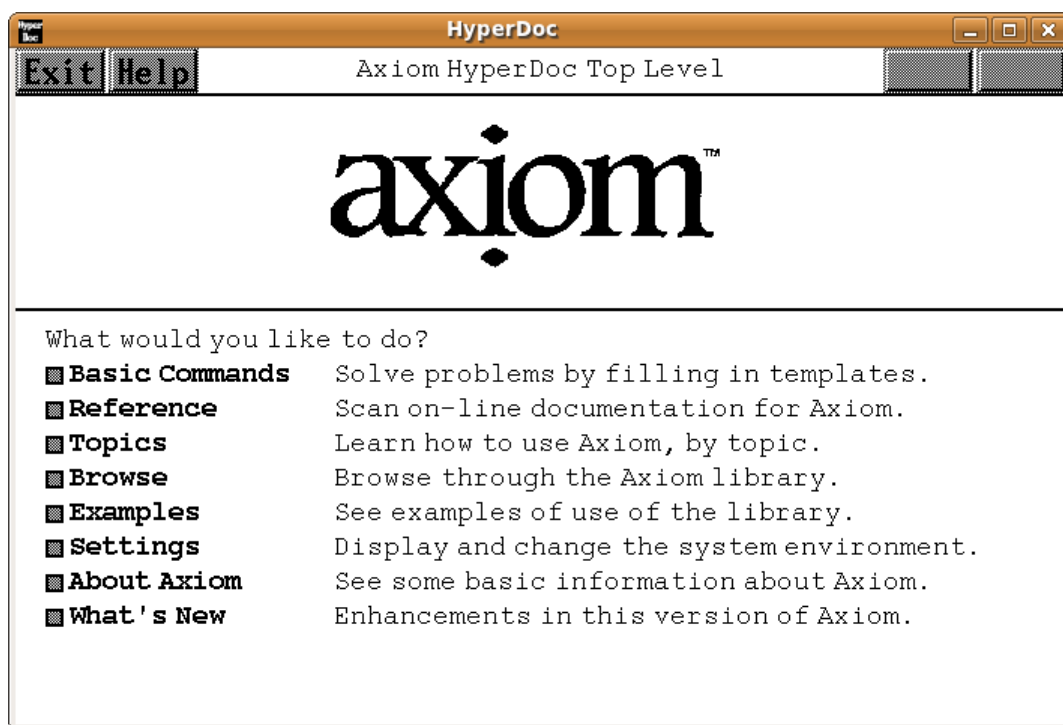 Hyper
Doc
HyperDoc
Exit Help Axiom HyperDoc Top Level
axiom™
What would you like to do?
Basic Commands Solve problems by filling in templates.
Reference Scan on-line documentation for Axiom.
Topics Learn how to use Axiom, by topic.
Browse Browse through the Axiom library.
Examples See examples of use of the library.
Settings Display and change the system environment.
About Axiom See some basic information about Axiom.
What's New Enhancements in this version of Axiom.